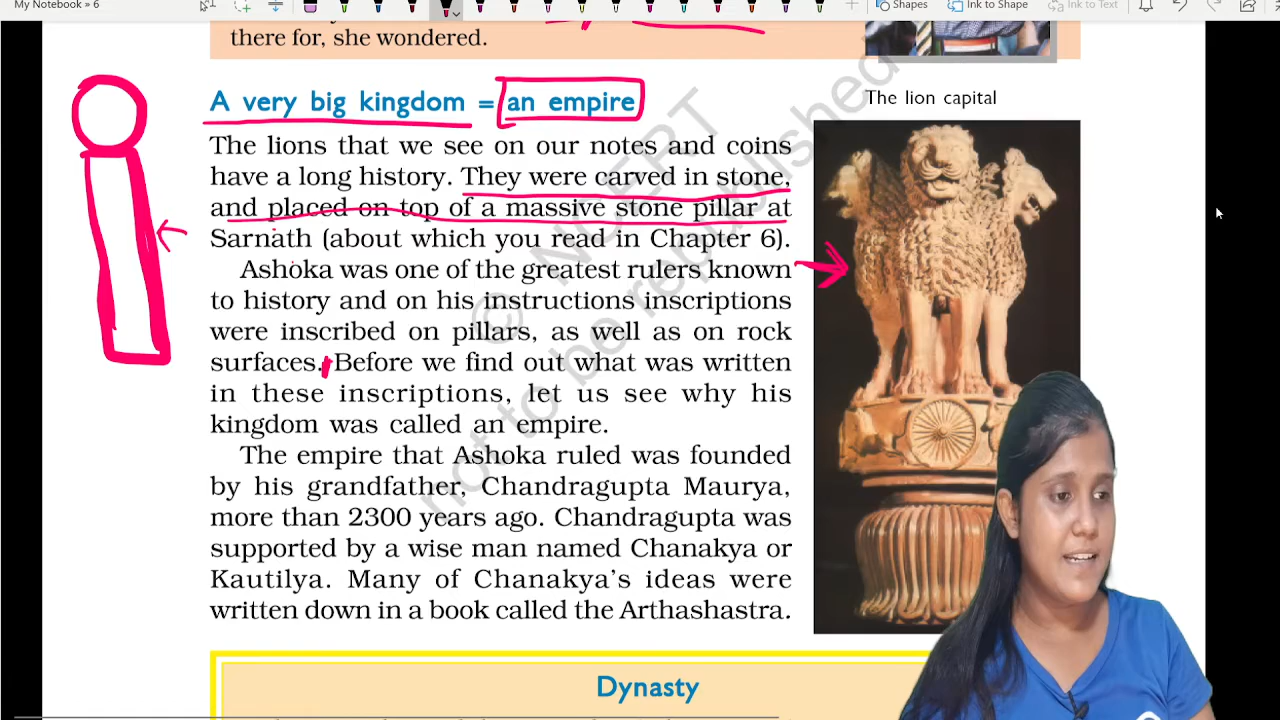 My Notebook » 6
Shapes
Ink to Shape
Ink to Text
there for, she wondered.
A very big kingdom = an empire
The lion capital
The lions that we see on our notes and coins
have a long history. They were carved in stone,
and placed on top of a massive stone pillar at
Sarnath (about which you read in Chapter 6).
Ashoka was one of the greatest rulers known
to history and on his instructions inscriptions
were inscribed on pillars, as well as on rock
surfaces. Before we find out what was written
in these inscriptions, let us see why his
kingdom was called an empire.
The empire that Ashoka ruled was founded
by his grandfather, Chandragupta Maurya,
more than 2300 years ago. Chandragupta was
supported by a wise man named Chanakya or
Kautilya. Many of Chanakya's ideas were
written down in a book called the Arthashastra.
© NCERT
not to be republished
Dynasty